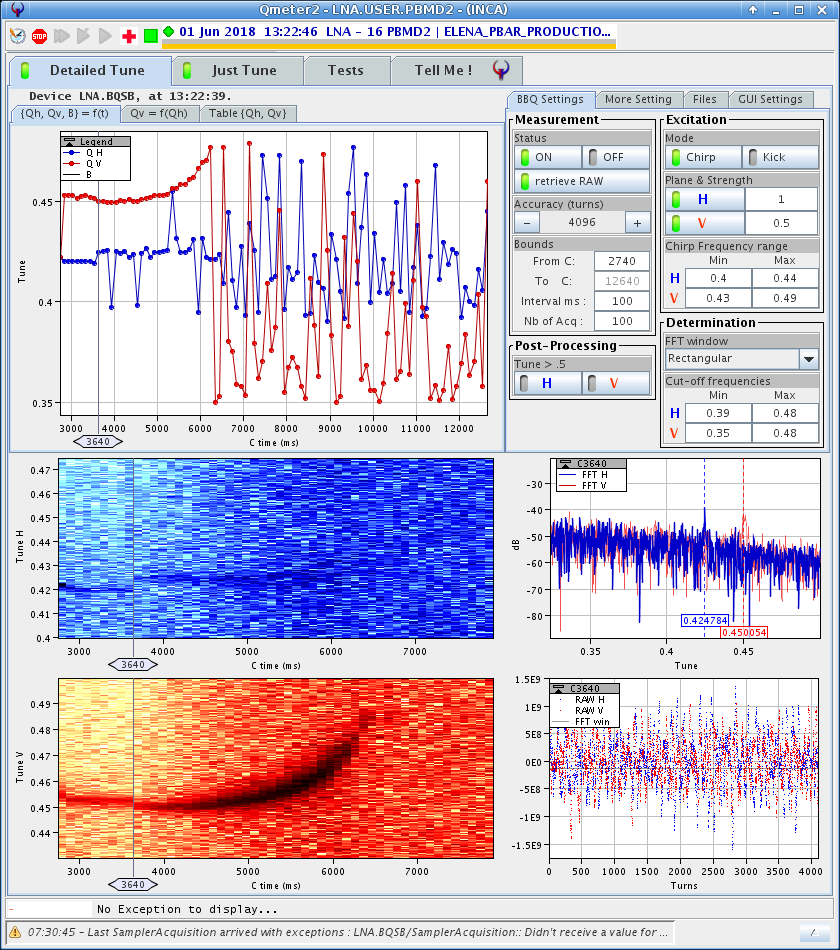 Qmeter2 - LNA.USER.PBMD2 - (INCA)
STOP
01 Jun 2018 13:22:46 LNA - 16 PBMD2 | ELENA_PBAR_PRODUCTIO...
Detailed Tune
Just Tune
Tests
Tell Me !
Device LNA.BQSB, at 13:22:39.
{Qh, Qv, B} = f(t)
Qv = f(Qh)
Table {Qh, Qv}
Legend
Q H
Q V
B
Tune
0.45
0.4
0.35
3000 4000 5000 6000 7000 8000 9000 10000 11000 12000
3640
C time (ms)
BBQ Settings
More Setting
Files
GUI Settings
Measurement
Status
ON
OFF
retrieve RAW
Accuracy (turns)
− 4096 +
Bounds
From C: 2740
To C: 12640
Interval ms : 100
Nb of Acq : 100
Post-Processing
Tune > .5
H V
Excitation
Mode
Chirp
Kick
Plane & Strength
H 1
V 0.5
Chirp Frequency range
Min Max
H 0.4 0.44
V 0.43 0.49
Determination
FFT window
Rectangular
Cut-off frequencies
Min Max
H 0.39 0.48
V 0.35 0.48
Tune H
0.47
0.46
0.45
0.44
0.43
0.42
0.41
0.4
3000 4000 5000 6000 7000
3640
C time (ms)
C3640
FFT H
FFT V
dB
-30
-40
-50
-60
-70
-80
0.424784
0.450054
0.35 0.4 0.45
Tune
Tune V
0.49
0.48
0.47
0.46
0.45
0.44
3000 4000 5000 6000 7000
3640
C time (ms)
C3640
RAW H
RAW V
FFT win
1.5E9
1E9
5E8
0E0
-5E8
-1E9
-1.5E9
0 500 1000 1500 2000 2500 3000 3500 4000
Turns
- No Exception to display...
07:30:45 - Last SamplerAcquisition arrived with exceptions : LNA.BQSB/SamplerAcquisition:: Didn't receive a value for ...